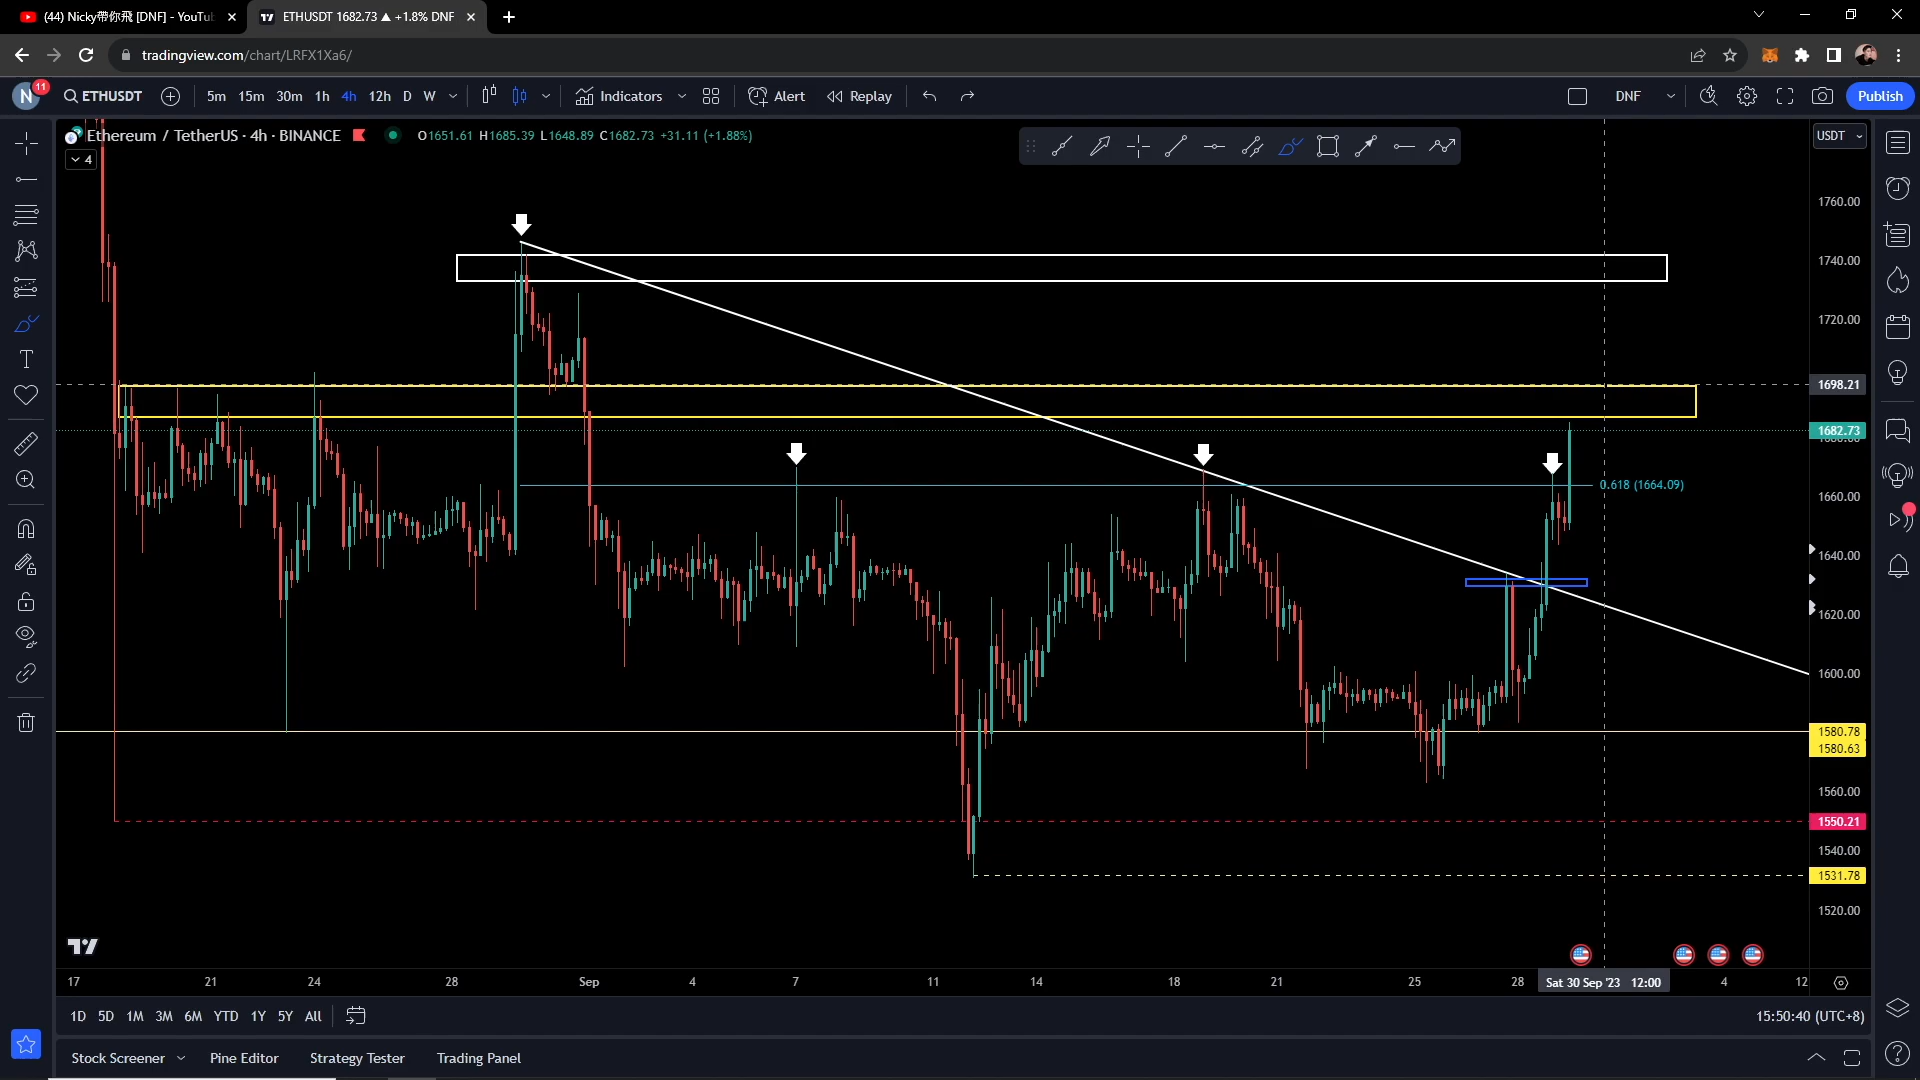 (44) Nicky帶你飛 [DNF] - YouTu
ETHUSDT 1682.73 ▲ +1.8% DNF
tradingview.com/chart/LRFX1Xa6/
N 11 ETHUSDT 5m 15m 30m 1h 4h 12h D W Indicators Alert Replay DNF Publish
Ethereum / TetherUS · 4h · BINANCE O1651.61 H1685.39 L1648.89 C1682.73 +31.11 (+1.88%)
USDT
4
1760.00
1740.00
1720.00
1698.21
1682.73
0.618 (1664.09)
1660.00
1640.00
1620.00
1600.00
1580.78
1580.63
1560.00
1550.21
1540.00
1531.78
1520.00
17 21 24 28 Sep 4 7 11 14 18 21 25 28 Sat 30 Sep '23 12:00 4 12
1D 5D 1M 3M 6M YTD 1Y 5Y All 15:50:40 (UTC+8)
Stock Screener Pine Editor Strategy Tester Trading Panel